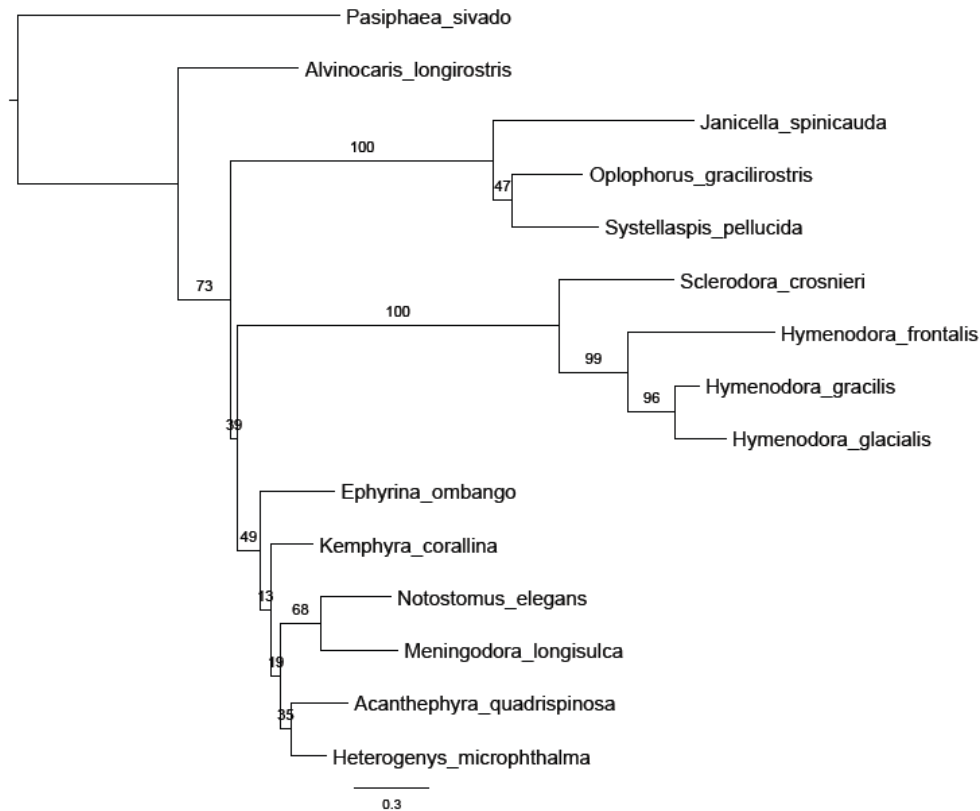 Pasiphaea_sivado
Alvinocaris_longirostris
Janicella_spinicauda
100
Oplophorus_gracilirostris
47
Systellaspis_pellucida
Sclerodora_crosnieri
73
100
Hymenodora_frontalis
99
Hymenodora_gracilis
96
39
Hymenodora_glacialis
Ephyrina_ombango
49
Kemphyra_corallina
13
Notostomus_elegans
68
Meningodora_longisulca
19
Acanthephyra_quadrispinosa
35
Heterogenys_microphthalma
0.3